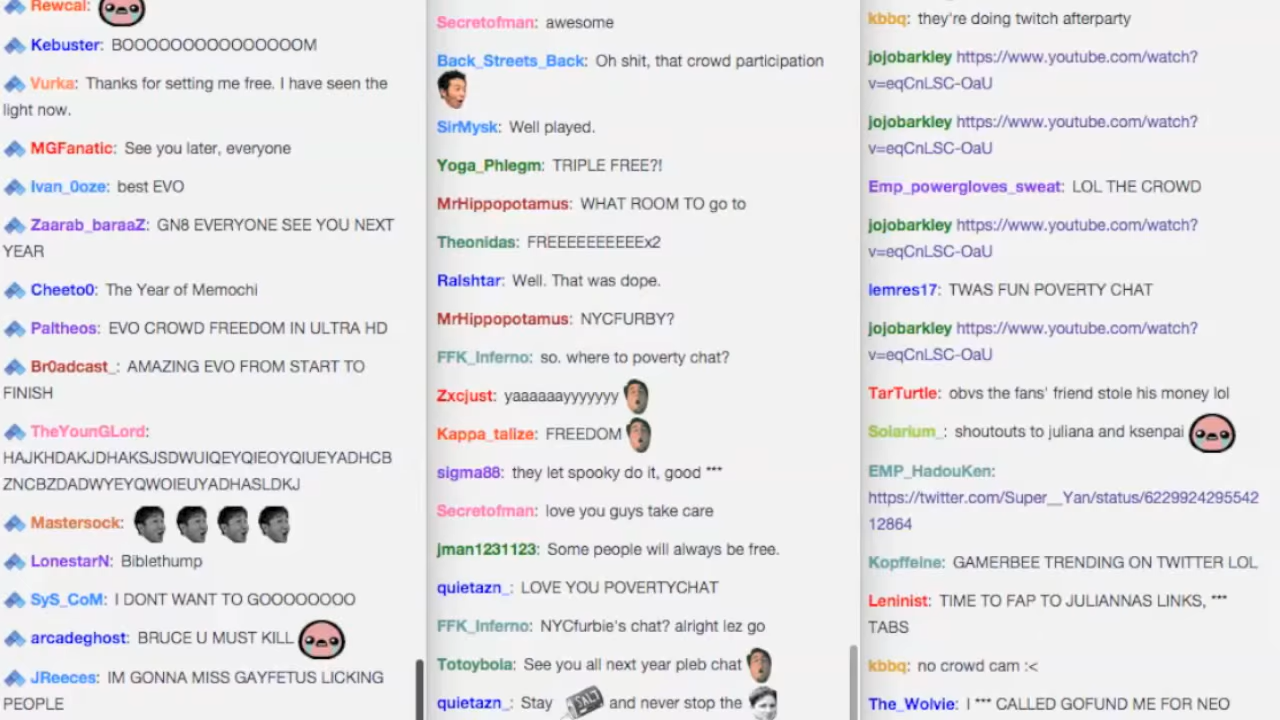 Rewcal:
Kebuster: BOOOOOOOOOOOOOOOM
Vurka: Thanks for setting me free. I have seen the
light now.
MGFanatic: See you later, everyone
Ivan_0oze: best EVO
Zaarab_baraaZ: GN8 EVERYONE SEE YOU NEXT
YEAR
Cheeto0: The Year of Memochi
Paltheos: EVO CROWD FREEDOM IN ULTRA HD
Br0adcast_: AMAZING EVO FROM START TO
FINISH
TheYounGLord:
HAJKHDAKJDHAKSJSDWUIQEYQIEOYQIUEYADHCB
ZNCBZDADWYEYQWOIEUYADHASLDKJ
Mastersock:
LonestarN: Biblethump
SyS_CoM: I DONT WANT TO GOOOOOOOO
arcadeghost: BRUCE U MUST KILL
JReeces: IM GONNA MISS GAYFETUS LICKING
PEOPLE
Secretofman: awesome
Back_Streets_Back: Oh shit, that crowd participation
SirMysk: Well played.
Yoga_Phlegm: TRIPLE FREE?!
MrHippopotamus: WHAT ROOM TO go to
Theonidas: FREEEEEEEEEEx2
Ralshtar: Well. That was dope.
MrHippopotamus: NYCFURBY?
FFK_Inferno: so. where to poverty chat?
Zxcjust: yaaaaaayyyyyyy
Kappa_talize: FREEDOM
sigma88: they let spooky do it, good ***
Secretofman: love you guys take care
jman1231123: Some people will always be free.
quietazn_: LOVE YOU POVERTYCHAT
FFK_Inferno: NYCfurbie's chat? alright lez go
Totoybola: See you all next year pleb chat
quietazn_: Stay SALT and never stop the
kbbq: they're doing twitch afterparty
jojobarkley https://www.youtube.com/watch?
v=eqCnLSC-OaU
jojobarkley https://www.youtube.com/watch?
v=eqCnLSC-OaU
Emp_powergloves_sweat: LOL THE CROWD
jojobarkley https://www.youtube.com/watch?
v=eqCnLSC-OaU
lemres17: TWAS FUN POVERTY CHAT
jojobarkley https://www.youtube.com/watch?
v=eqCnLSC-OaU
TarTurtle: obvs the fans' friend stole his money lol
Solarium_: shoutouts to juliana and ksenpai
EMP_HadouKen:
https://twitter.com/Super__Yan/status/6229924295542
12864
Kopffeine: GAMERBEE TRENDING ON TWITTER LOL
Leninist: TIME TO FAP TO JULIANNAS LINKS, ***
TABS
kbbq: no crowd cam :<
The_Wolvie: I *** CALLED GOFUND ME FOR NEO